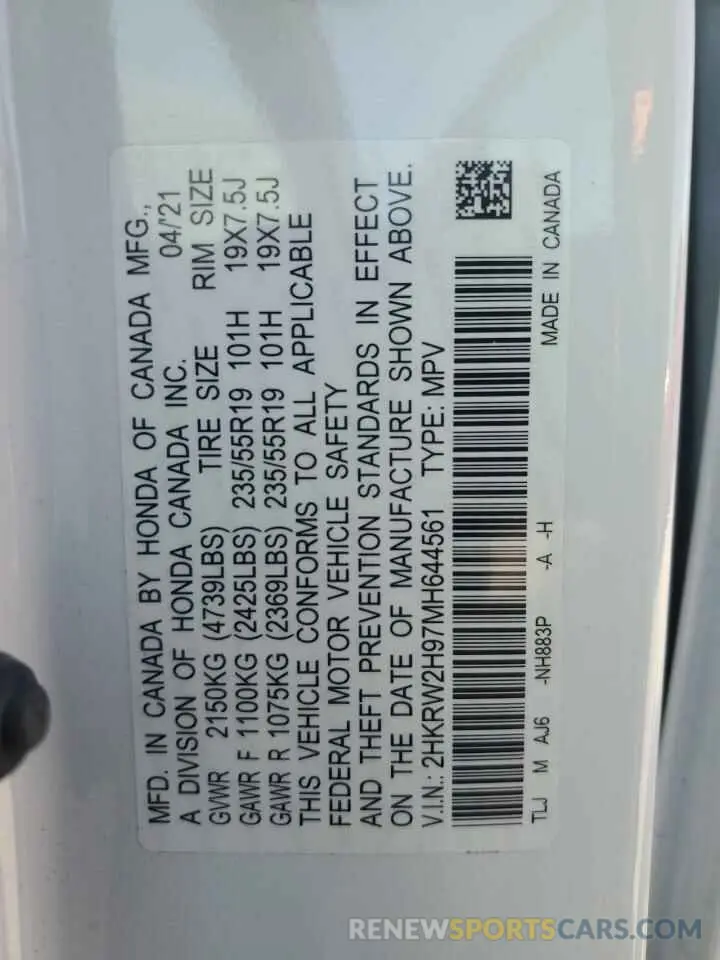 MFD. IN CANADA BY HONDA OF CANADA MFG.,
A DIVISION OF HONDA CANADA INC. 04/'21
GVWR 2150KG (4739LBS) TIRE SIZE RIM SIZE
GAWR F 1100KG (2425LBS) 235/55R19 101H 19X7.5J
GAWR R 1075KG (2369LBS) 235/55R19 101H 19X7.5J
THIS VEHICLE CONFORMS TO ALL APPLICABLE
FEDERAL MOTOR VEHICLE SAFETY
AND THEFT PREVENTION STANDARDS IN EFFECT
ON THE DATE OF MANUFACTURE SHOWN ABOVE.
V.I.N.: 2HKRW2H97MH644561 TYPE: MPV
TLJ M AJ6 -NH883P -A -H
MADE IN CANADA
RENEWSPORTSCARS.COM